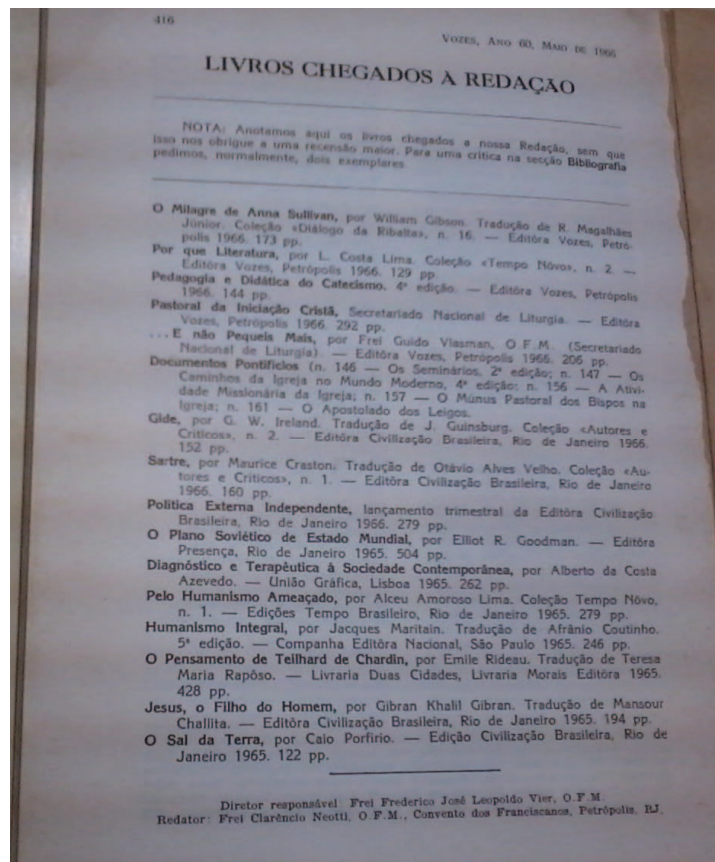 416
VOZES, ANO 60, MAIO DE 1966
LIVROS CHEGADOS À REDAÇÃO
NOTA: Anotamos aqui os livros chegados a nossa Redação, sem que
isso nos obrigue a uma recensão maior. Para uma crítica na secção Bibliografia
pedimos, normalmente, dois exemplares
O Milagre de Anna Sullivan, por William Gibson. Tradução de R. Magalhães
Júnior. Coleção «Diálogo da Ribalta», n. 16. — Editôra Vozes, Petró-
polis 1966. 173 pp.
Por que Literatura, por L. Costa Lima. Coleção «Tempo Nôvo», n. 2. —
Editôra Vozes, Petrópolis 1966. 129 pp.
Pedagogia e Didática do Catecismo. 4ª edição. — Editôra Vozes, Petrópolis
1966. 144 pp.
Pastoral da Iniciação Cristã, Secretariado Nacional de Liturgia. — Editôra
Vozes, Petrópolis 1966. 292 pp.
...E não Pequeis Mais, por Frei Guido Vlasman, O.F.M. (Secretariado
Nacional de Liturgia). — Editôra Vozes, Petrópolis 1966. 206 pp.
Documentos Pontifícios (n. 146 — Os Seminários, 2ª edição; n. 147 — Os
Caminhos da Igreja no Mundo Moderno, 4ª edição; n. 156 — A Ativi-
dade Missionária da Igreja; n. 157 — O Múnus Pastoral dos Bispos na
Igreja; n. 161 — O Apostolado dos Leigos.
Gide, por G. W. Ireland. Tradução de J. Guinsburg. Coleção «Autores e
Críticos», n. 2. — Editôra Civilização Brasileira, Rio de Janeiro 1966.
152 pp.
Sartre, por Maurice Craston. Tradução de Otávio Alves Velho. Coleção «Au-
tores e Críticos», n. 1. — Editôra Civilização Brasileira, Rio de Janeiro
1966. 160 pp.
Política Externa Independente, lançamento trimestral da Editôra Civilização
Brasileira, Rio de Janeiro 1966. 279 pp.
O Plano Soviético de Estado Mundial, por Elliot R. Goodman. — Editôra
Presença, Rio de Janeiro 1965. 504 pp.
Diagnóstico e Terapêutica à Sociedade Contemporânea, por Alberto da Costa
Azevedo. — União Gráfica, Lisboa 1965. 262 pp.
Pelo Humanismo Ameaçado, por Alceu Amoroso Lima. Coleção Tempo Nôvo,
n. 1. — Edições Tempo Brasileiro, Rio de Janeiro 1965. 279 pp.
Humanismo Integral, por Jacques Maritain. Tradução de Afrânio Coutinho.
5ª edição. — Companha Editôra Nacional, São Paulo 1965. 246 pp.
O Pensamento de Teilhard de Chardin, por Emile Rideau. Tradução de Teresa
Maria Rapôso. — Livraria Duas Cidades, Livraria Morais Editôra 1965.
428 pp.
Jesus, o Filho do Homem, por Gibran Khalil Gibran. Tradução de Mansour
Challita. — Editôra Civilização Brasileira, Rio de Janeiro 1965. 194 pp.
O Sal da Terra, por Caio Porfirio. — Edição Civilização Brasileira, Rio de
Janeiro 1965. 122 pp.
Diretor responsável: Frei Frederico José Leopoldo Vier, O.F.M.
Redator: Frei Clarêncio Neotti, O.F.M., Convento dos Franciscanos, Petrópolis, RJ.